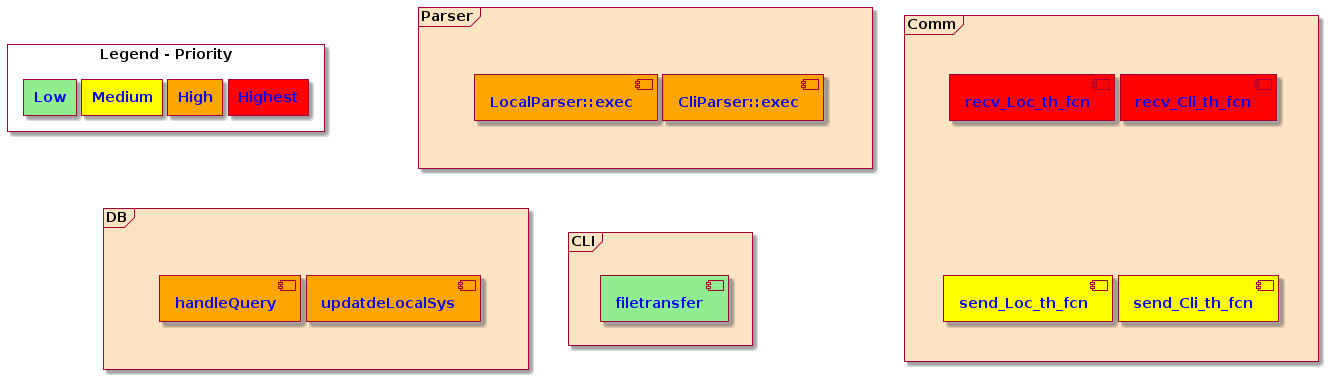 Legend - Priority
Low
Medium
High
Highest
Parser
LocalParser::exec
CliParser::exec
Comm
recv_Loc_th_fcn
recv_Cli_th_fcn
send_Loc_th_fcn
send_Cli_th_fcn
DB
handleQuery
updatdeLocalSys
CLI
filetransfer